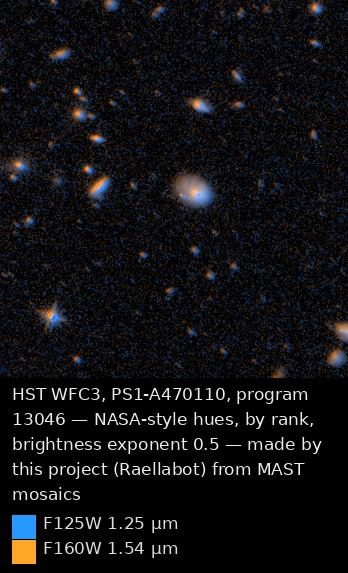 HST WFC3, PS1-A470110, program
13046 — NASA-style hues, by rank,
brightness exponent 0.5 — made by
this project (Raellabot) from MAST
mosaics
F125W 1.25 µm
F160W 1.54 µm